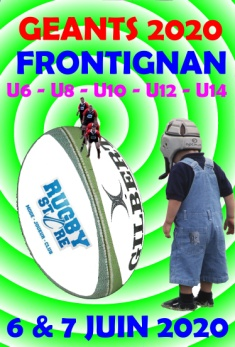 GEANTS 2020
FRONTIGNAN
U6 - U8 - U10 - U12 - U14
RUGBY
STORE
GILBERT
6 & 7 JUIN 2020